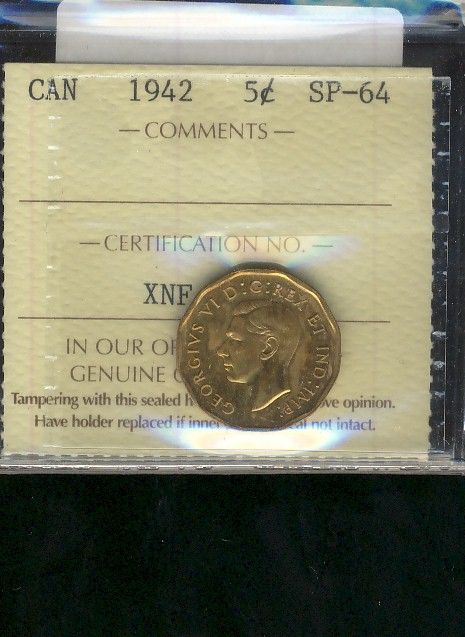 CAN 1942 5¢ SP-64
— COMMENTS —
— CERTIFICATION NO. —
XNF
IN OUR OP
GENUINE
GEORGIVS VI D:G:REX ET IND:IMP:
Tampering with this sealed h ve opinion.
Have holder replaced if inner al not intact.